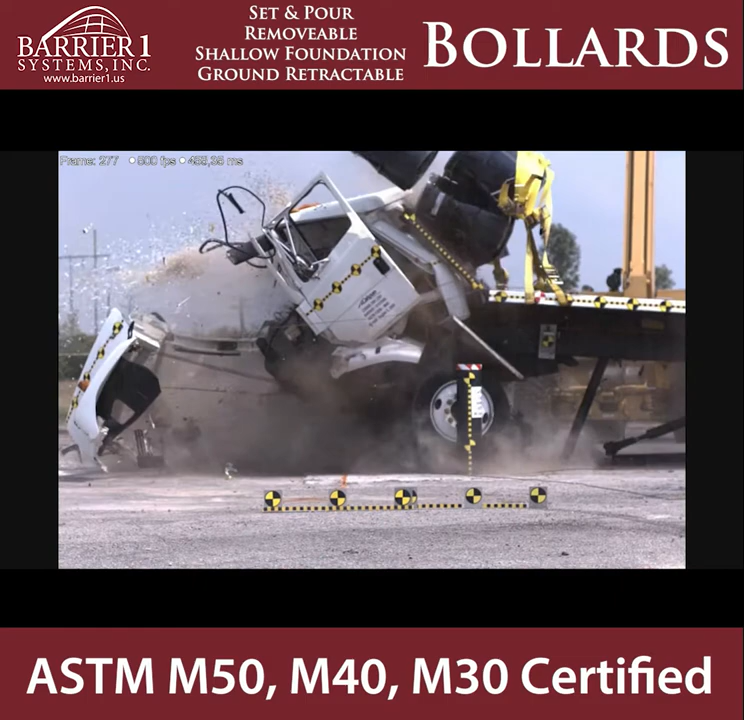 BARRIER1
SYSTEMS, INC.
www.barrier1.us
SET & POUR
REMOVEABLE
SHALLOW FOUNDATION
GROUND RETRACTABLE
BOLLARDS
Frame: 277 500 fps
ASTM M50, M40, M30 Certified